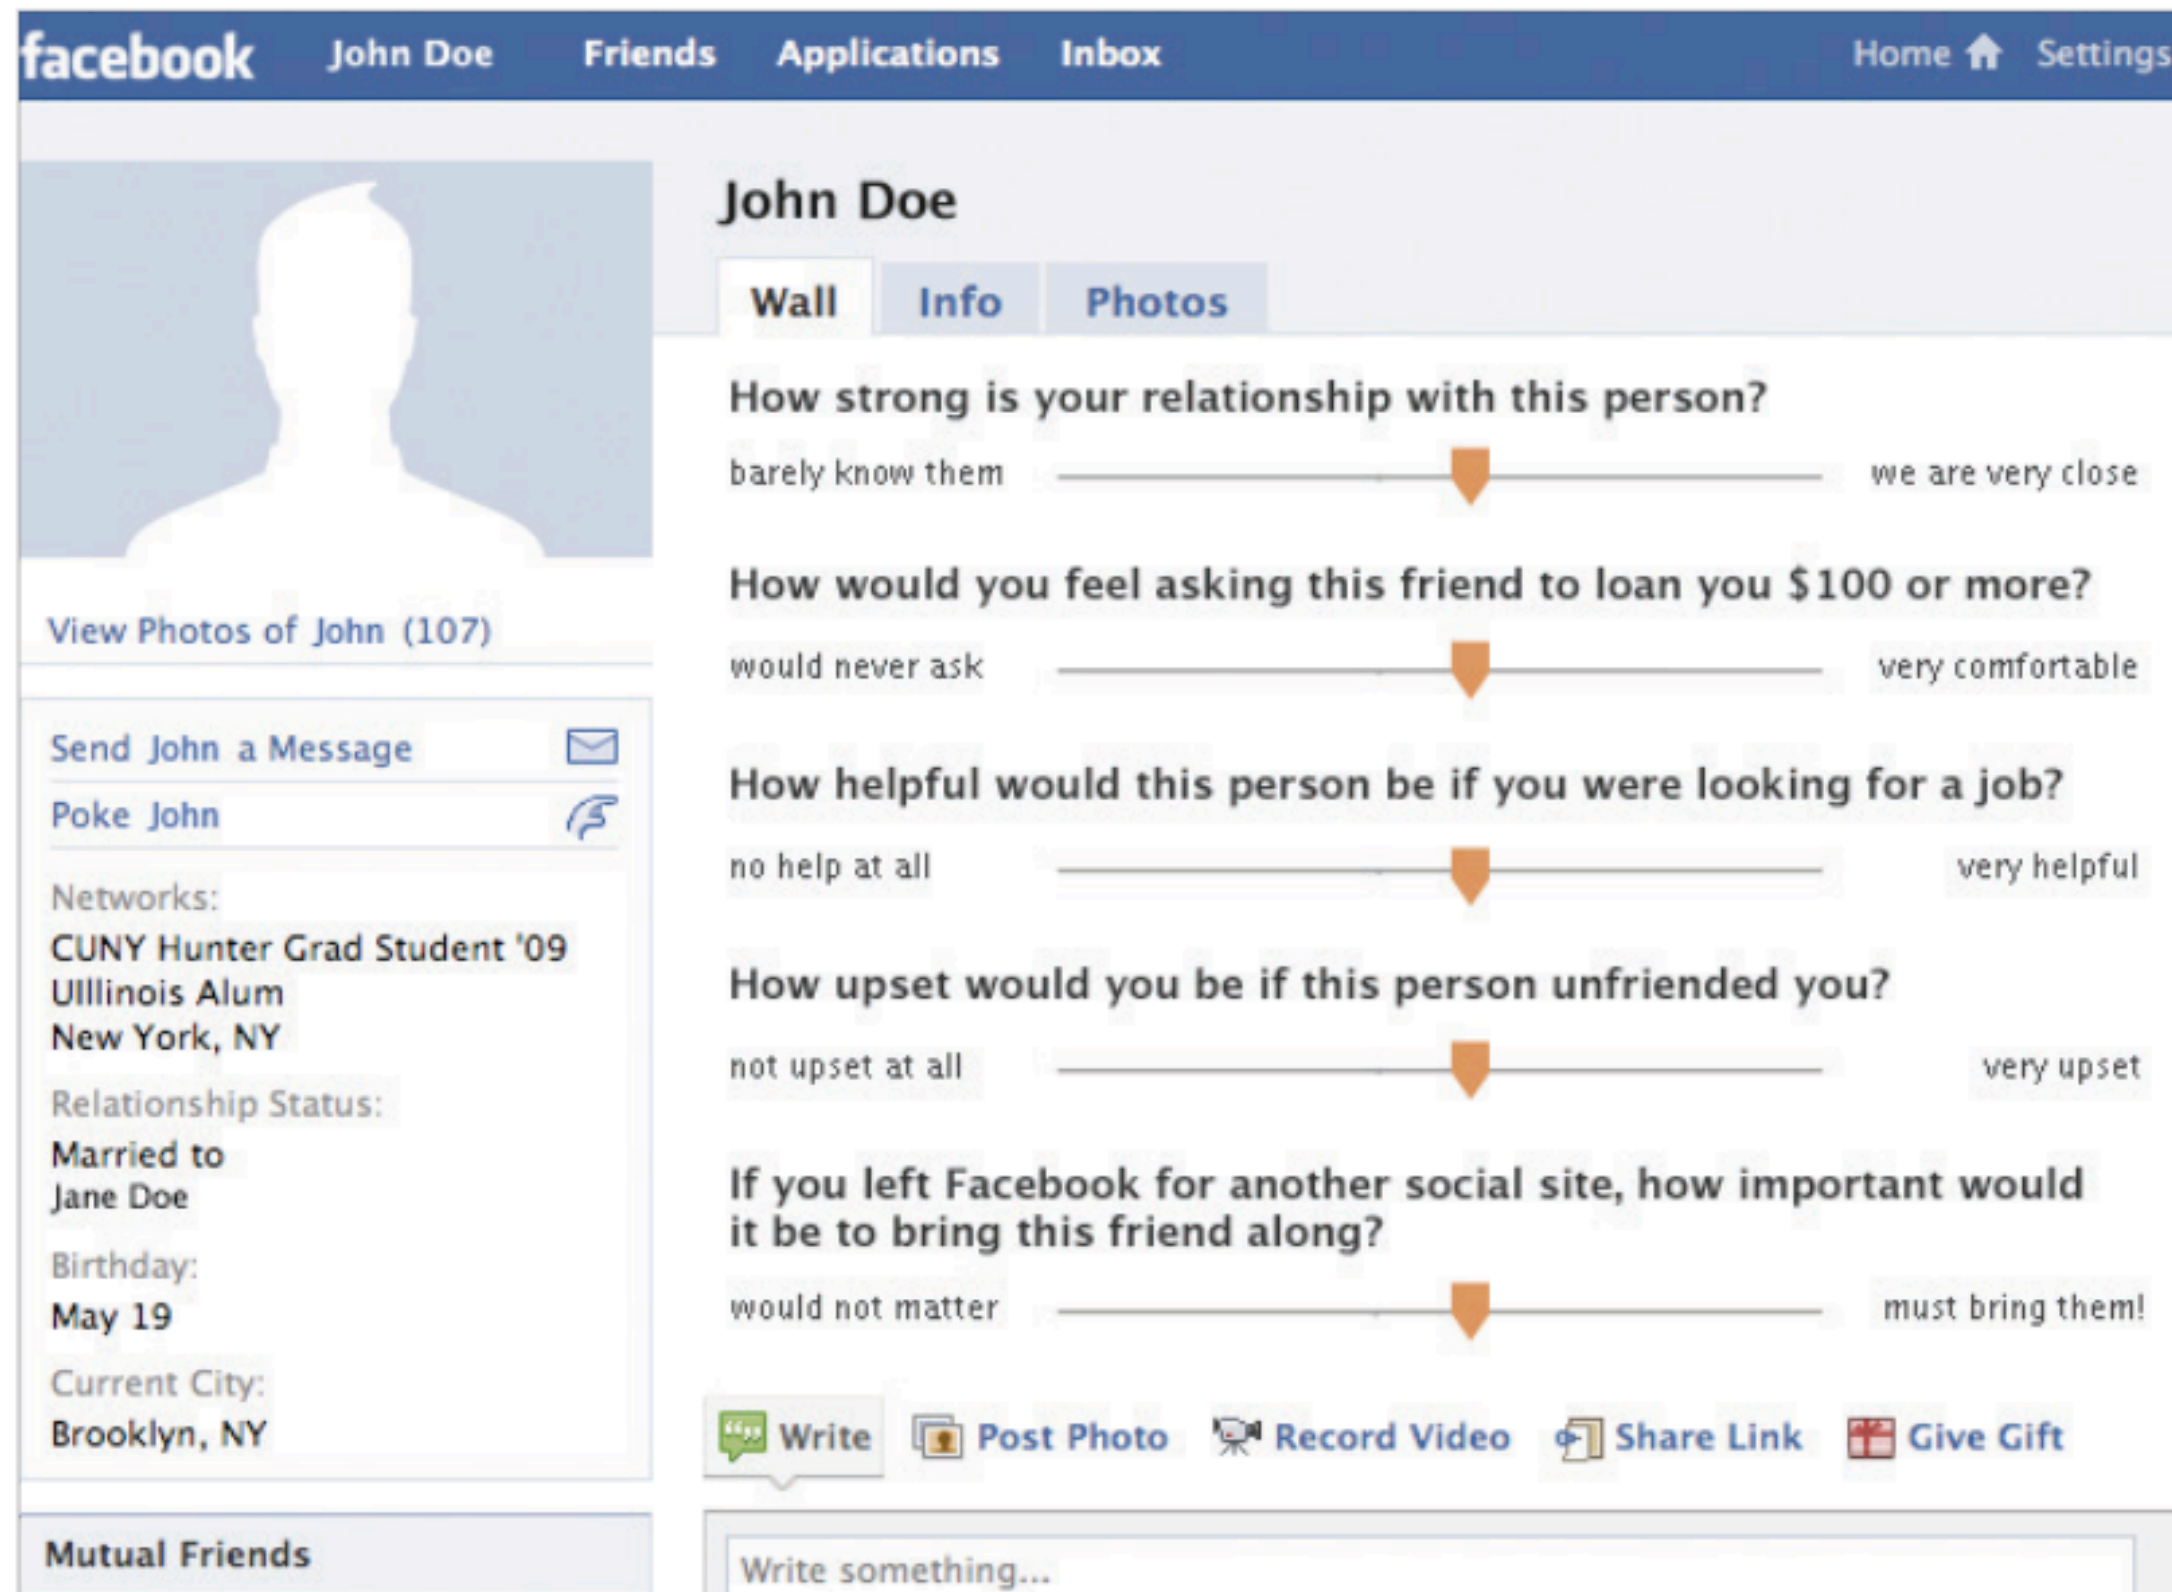 facebook John Doe Friends Applications Inbox Home Settings
View Photos of John (107)
Send John a Message
Poke John
Networks:
CUNY Hunter Grad Student '09
UIllinois Alum
New York, NY
Relationship Status:
Married to
Jane Doe
Birthday:
May 19
Current City:
Brooklyn, NY
Mutual Friends
John Doe
Wall Info Photos
How strong is your relationship with this person?
barely know them we are very close
How would you feel asking this friend to loan you $100 or more?
would never ask very comfortable
How helpful would this person be if you were looking for a job?
no help at all very helpful
How upset would you be if this person unfriended you?
not upset at all very upset
If you left Facebook for another social site, how important would
it be to bring this friend along?
would not matter must bring them!
Write Post Photo Record Video Share Link Give Gift
Write something...